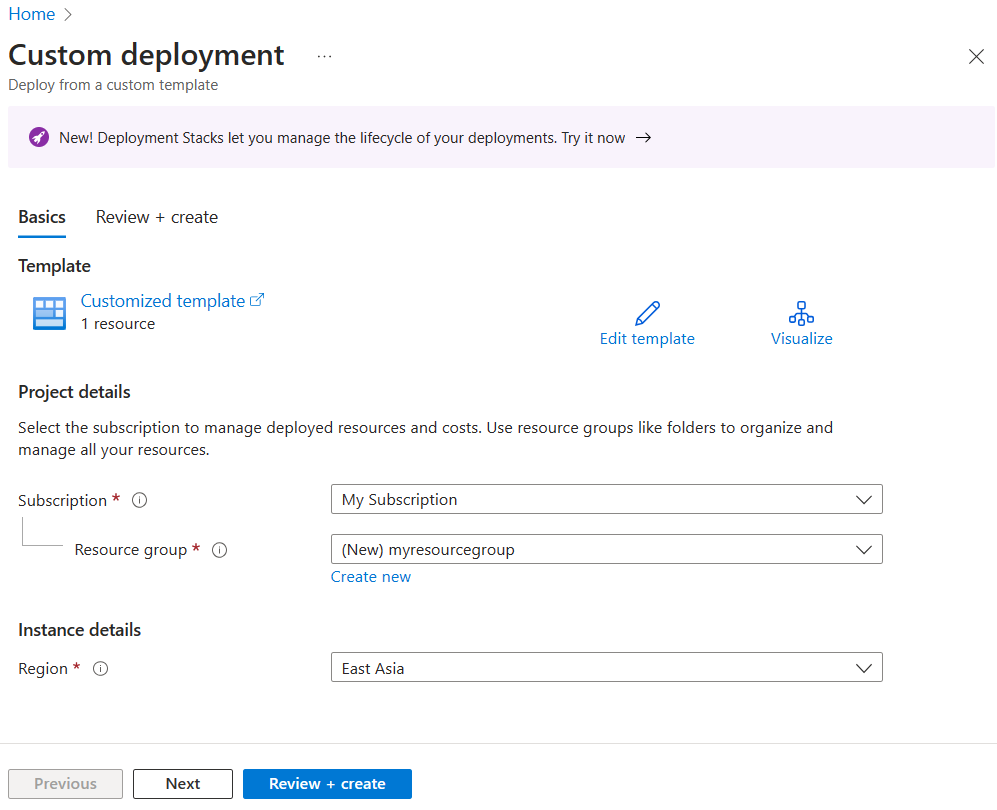 Home
Custom deployment ...
Deploy from a custom template
New! Deployment Stacks let you manage the lifecycle of your deployments. Try it now →
Basics Review + create
Template
Customized template
1 resource
Edit template Visualize
Project details
Select the subscription to manage deployed resources and costs. Use resource groups like folders to organize and
manage all your resources.
Subscription * My Subscription
Resource group * (New) myresourcegroup
Create new
Instance details
Region * East Asia
Previous Next Review + create